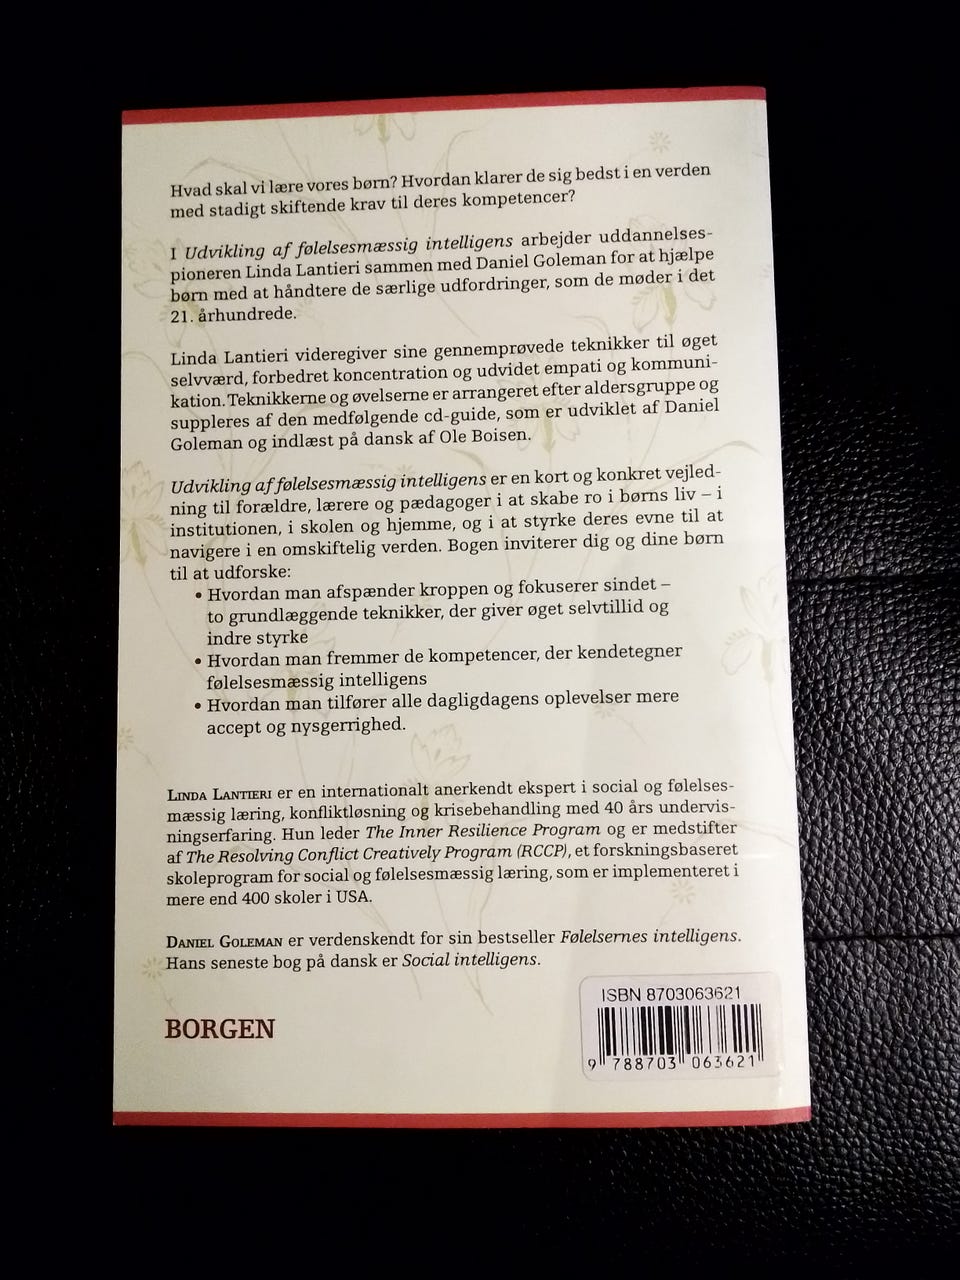 Hvad skal vi lære vores børn? Hvordan klarer de sig bedst i en verden
med stadigt skiftende krav til deres kompetencer?
I Udvikling af følelsesmæssig intelligens arbejder uddannelses-
pioneren Linda Lantieri sammen med Daniel Goleman for at hjælpe
børn med at håndtere de særlige udfordringer, som de møder i det
21. århundrede.
Linda Lantieri videregiver sine gennemprøvede teknikker til øget
selvværd, forbedret koncentration og udvidet empati og kommuni-
kation. Teknikkerne og øvelserne er arrangeret efter aldersgruppe og
suppleres af den medfølgende cd-guide, som er udviklet af Daniel
Goleman og indlæst på dansk af Ole Boisen.
Udvikling af følelsesmæssig intelligens er en kort og konkret vejled-
ning til forældre, lærere og pædagoger i at skabe ro i børns liv – i
institutionen, i skolen og hjemme, og i at styrke deres evne til at
navigere i en omskiftelig verden. Bogen inviterer dig og dine børn
til at udforske:
• Hvordan man afspænder kroppen og fokuserer sindet –
to grundlæggende teknikker, der giver øget selvtillid og
indre styrke
• Hvordan man fremmer de kompetencer, der kendetegner
følelsesmæssig intelligens
• Hvordan man tilfører alle dagligdagens oplevelser mere
accept og nysgerrighed.
LINDA LANTIERI er en internationalt anerkendt ekspert i social og følelses-
mæssig læring, konfliktløsning og krisebehandling med 40 års undervis-
ningserfaring. Hun leder The Inner Resilience Program og er medstifter
af The Resolving Conflict Creatively Program (RCCP), et forskningsbaseret
skoleprogram for social og følelsesmæssig læring, som er implementeret i
mere end 400 skoler i USA.
DANIEL GOLEMAN er verdenskendt for sin bestseller Følelsernes intelligens.
Hans seneste bog på dansk er Social intelligens.
ISBN 8703063621
BORGEN
9 788703 063621